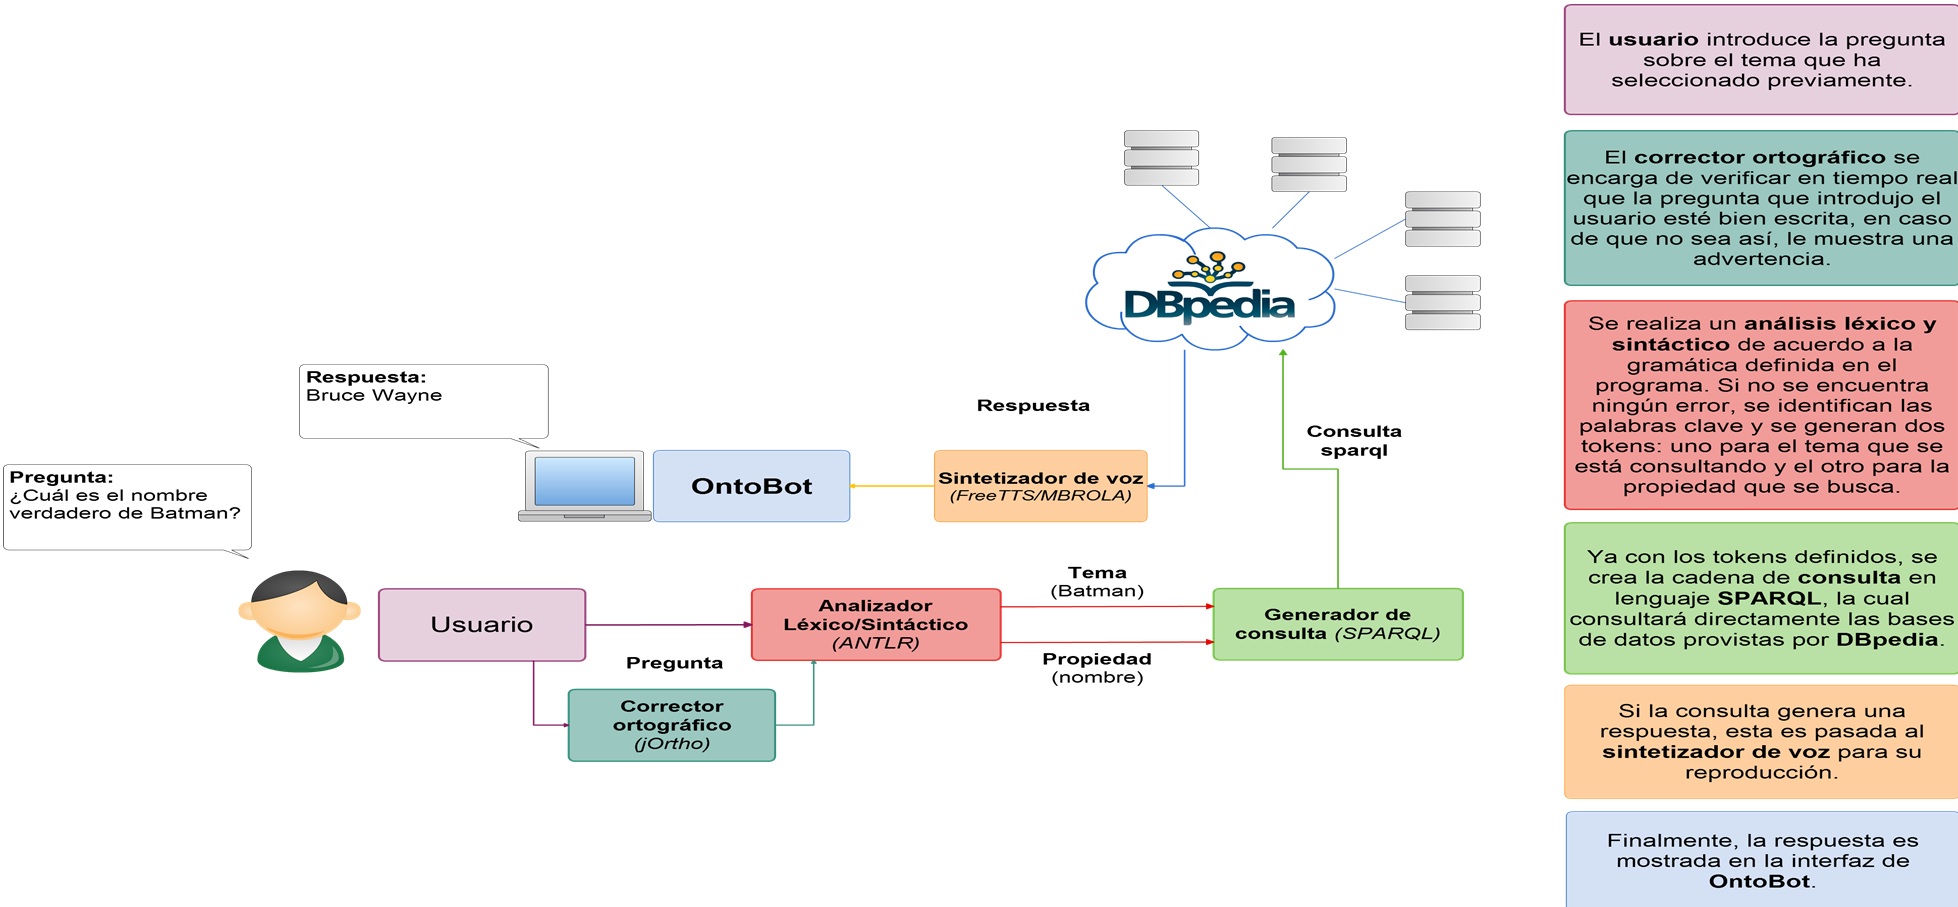 DBpedia
Respuesta:
Bruce Wayne
Pregunta:
¿Cuál es el nombre
verdadero de Batman?
OntoBot
Sintetizador de voz
(FreeTTS/MBROLA)
Respuesta
Consulta
sparql
Usuario
Pregunta
Corrector
ortográfico
(jOrtho)
Analizador
Léxico/Sintáctico
(ANTLR)
Tema
(Batman)
Propiedad
(nombre)
Generador de
consulta (SPARQL)
El usuario introduce la pregunta
sobre el tema que ha
seleccionado previamente.
El corrector ortográfico se
encarga de verificar en tiempo real
que la pregunta que introdujo el
usuario esté bien escrita, en caso
de que no sea así, le muestra una
advertencia.
Se realiza un análisis léxico y
sintáctico de acuerdo a la
gramática definida en el
programa. Si no se encuentra
ningún error, se identifican las
palabras clave y se generan dos
tokens: uno para el tema que se
está consultando y el otro para la
propiedad que se busca.
Ya con los tokens definidos, se
crea la cadena de consulta en
lenguaje SPARQL, la cual
consultará directamente las bases
de datos provistas por DBpedia.
Si la consulta genera una
respuesta, esta es pasada al
sintetizador de voz para su
reproducción.
Finalmente, la respuesta es
mostrada en la interfaz de
OntoBot.